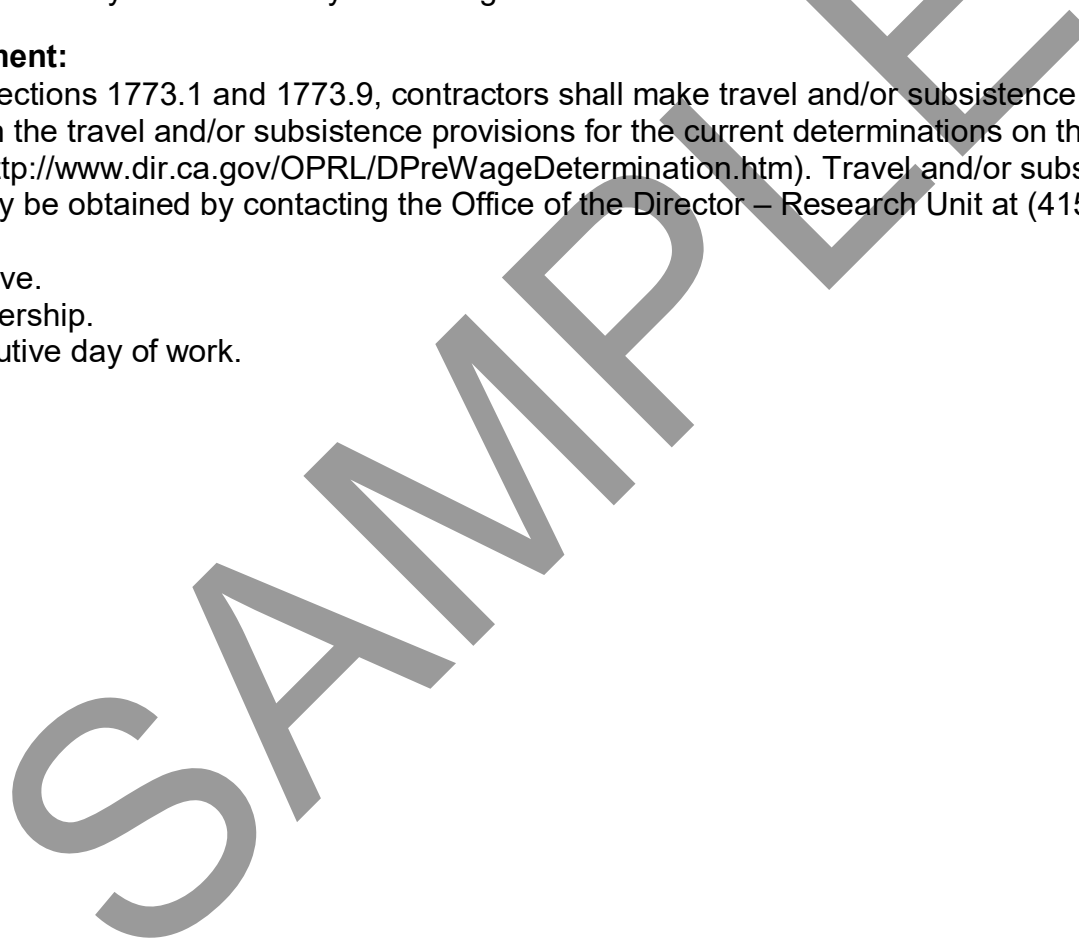 ment:
ections 1773.1 and 1773.9, contractors shall make travel and/or subsistence
the travel and/or subsistence provisions for the current determinations on th
tp://www.dir.ca.gov/OPRL/DPreWageDetermination.htm). Travel and/or subs
y be obtained by contacting the Office of the Director – Research Unit at (415
ve.
ership.
utive day of work.
SAMPLE